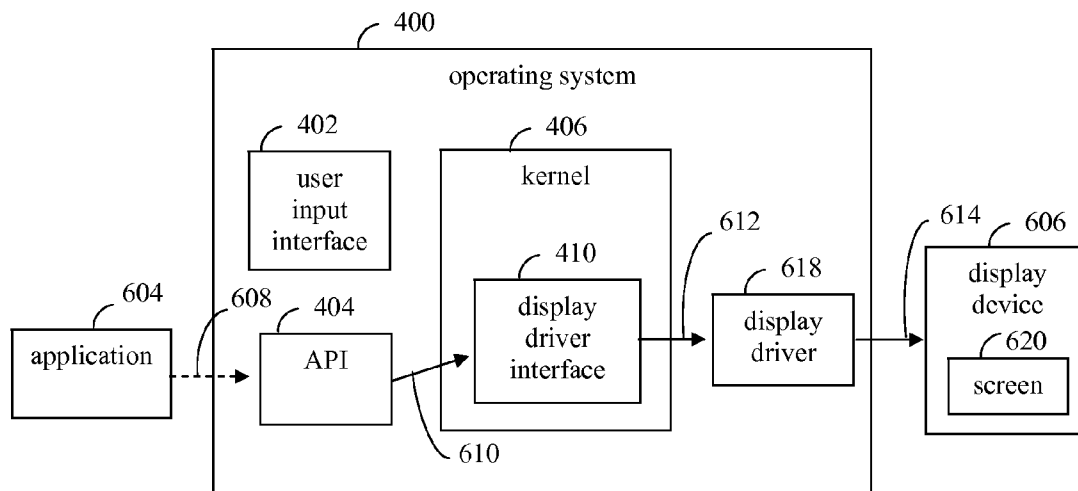 400
operating system
402
user
input
interface
406
kernel
604
application
608
404
API
610
410
display
driver
interface
612
618
display
driver
614
606
display
device
620
screen